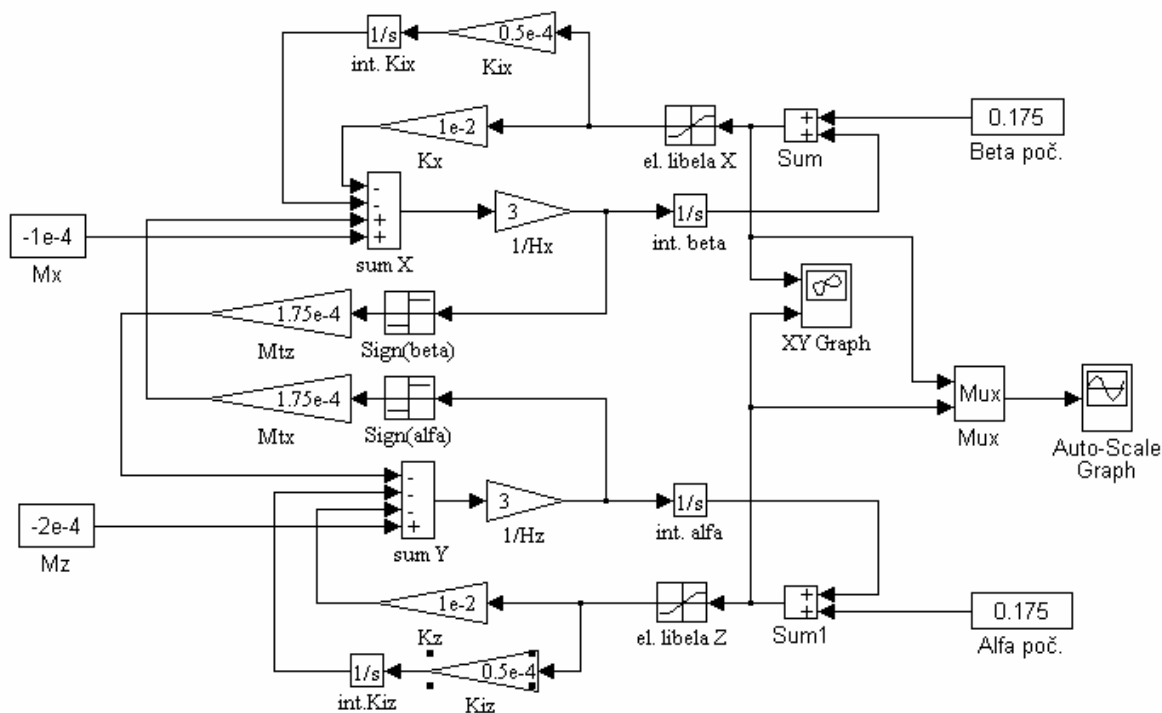 1/s
0.5e-4
int. Kix
Kix
1e-2
Kx
el. libela X
+
+
Sum
0.175
Beta poč.
-
-
+
+
sum X
3
1/Hx
1/s
int. beta
-1e-4
Mx
1.75e-4
Mtz
Sign(beta)
XY Graph
1.75e-4
Mtx
Sign(alfa)
Mux
Mux
Auto-Scale
Graph
-
-
-
+
sum Y
3
1/Hz
1/s
int. alfa
-2e-4
Mz
1e-2
Kz
el. libela Z
+
+
Sum1
0.175
Alfa poč.
1/s
int.Kiz
0.5e-4
Kiz